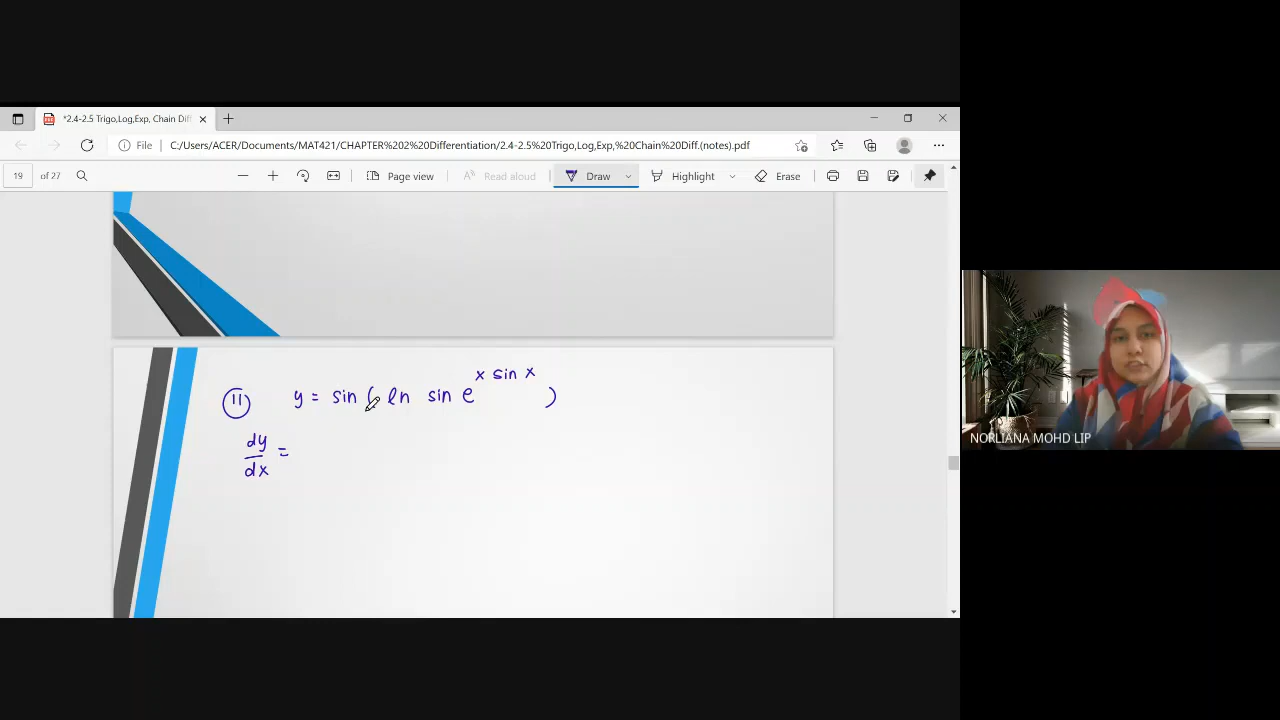 *2.4-2.5 Trigo,Log,Exp, Chain Diff
File C:/Users/ACER/Documents/MAT421/CHAPTER%202%20Differentiation/2.4-2.5%20Trigo,Log,Exp,%20Chain%20Diff.(notes).pdf
19 of 27 Page view Read aloud Draw Highlight Erase
11 y = sin ( ln sin e^{x sin x} )
dy/dx =
NORLIANA MOHD LIP